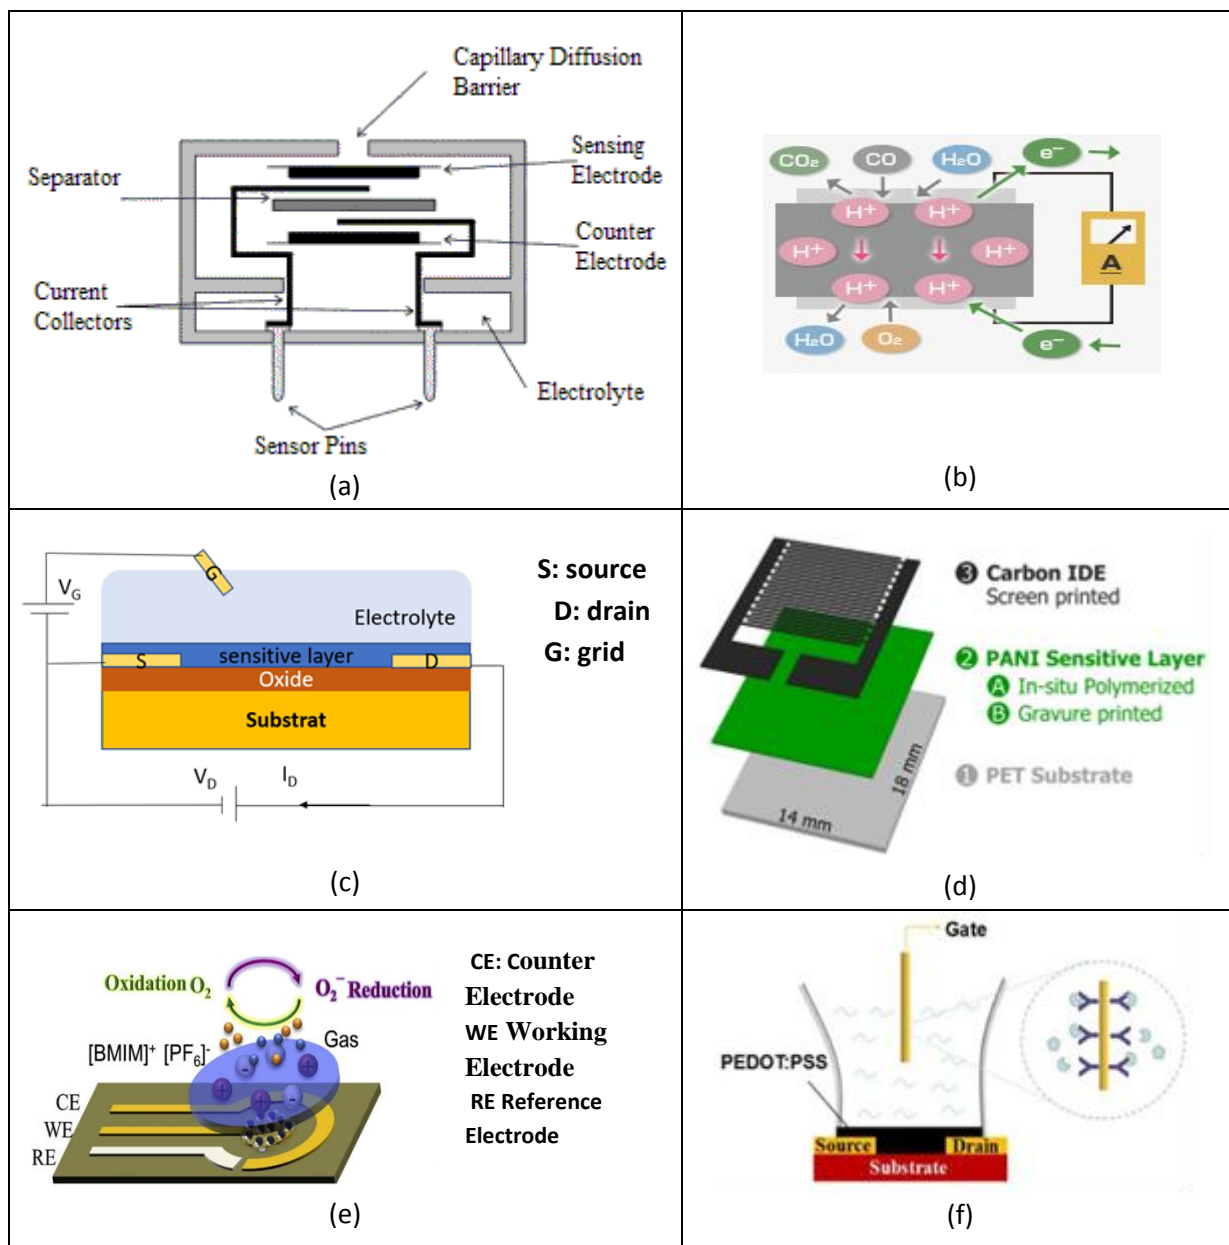 Capillary Diffusion
Barrier
Sensing
Electrode
Separator
Counter
Electrode
Current
Collectors
Electrolyte
Sensor Pins
(a)
CO₂
CO
H₂O
e⁻
H⁺
H⁺
H⁺
H⁺
A
H⁺
H⁺
H₂O
O₂
e⁻
(b)
G
V_G
Electrolyte
S
sensitive layer
D
Oxide
Substrat
V_D
I_D
S: source
D: drain
G: grid
(c)
3 Carbon IDE
Screen printed
2 PANI Sensitive Layer
A In-situ Polymerized
B Gravure printed
1 PET Substrate
18 mm
14 mm
(d)
Oxidation O₂
O₂⁻ Reduction
[BMIM]⁺ [PF₆]⁻
Gas
+
-
+
+
-
CE
WE
RE
CE: Counter
Electrode
WE Working
Electrode
RE Reference
Electrode
(e)
Gate
PEDOT:PSS
Source
Drain
Substrate
(f)